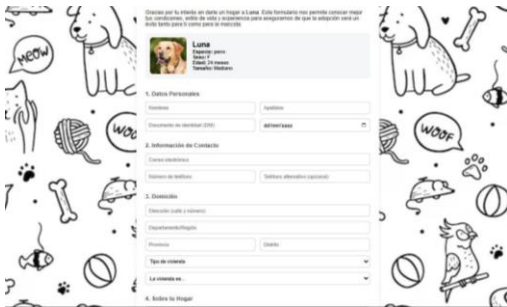 Gracias por tu interés en darle un hogar a Luna. Este formulario nos permite conocer mejor
tus condiciones, estilo de vida y experiencia para asegurarnos de que la adopción será un
éxito tanto para ti como para la mascota.
Luna
Especie: perro
Sexo: F
Edad: 24 meses
Tamaño: Mediano
MEOW
1. Datos Personales
Nombres
Apellidos
Documento de identidad (DNI)
dd/mm/aaaa
WOO
WOOF
2. Información de Contacto
Correo electrónico
Número de teléfono
Teléfono alternativo (opcional)
3. Domicilio
Dirección (calle y número)
Departamento/Región
Provincia
Distrito
Tipo de vivienda
La vivienda es...
4. Sobre tu Hogar